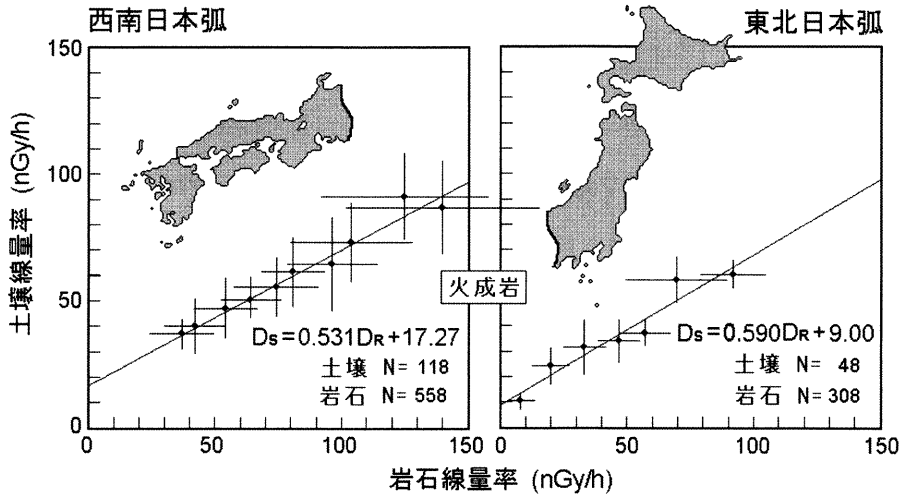 西南日本弧
東北日本弧
土壌線量率 (nGy/h)
150
100
50
0
火成岩
Ds=0.531DR+17.27
土壌 N= 118
岩石 N= 558
Ds=0.590DR+9.00
土壌 N= 48
岩石 N= 308
0 50 100 150
0 50 100 150
岩石線量率 (nGy/h)